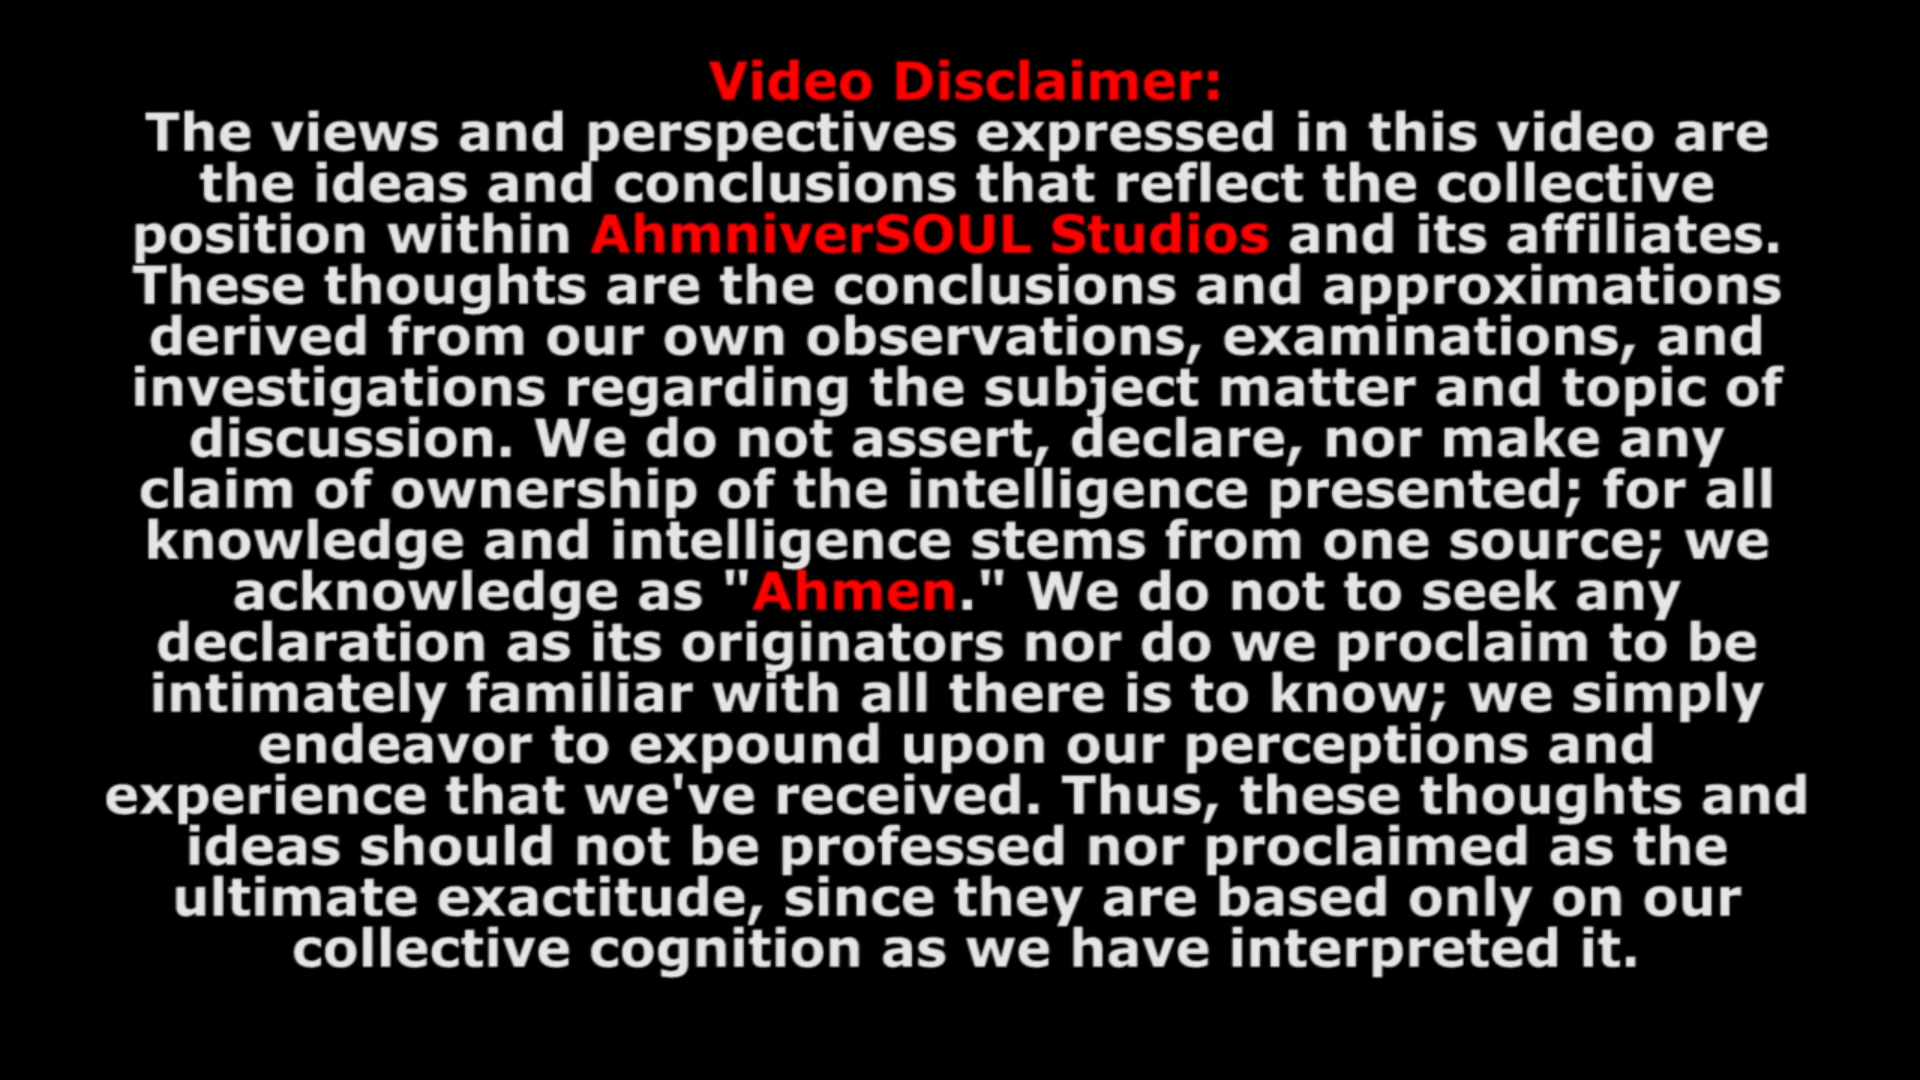 Video Disclaimer:
The views and perspectives expressed in this video are
the ideas and conclusions that reflect the collective
position within AhmniverSOUL Studios and its affiliates.
These thoughts are the conclusions and approximations
derived from our own observations, examinations, and
investigations regarding the subject matter and topic of
discussion. We do not assert, declare, nor make any
claim of ownership of the intelligence presented; for all
knowledge and intelligence stems from one source; we
acknowledge as "Ahmen." We do not to seek any
declaration as its originators nor do we proclaim to be
intimately familiar with all there is to know; we simply
endeavor to expound upon our perceptions and
experience that we've received. Thus, these thoughts and
ideas should not be professed nor proclaimed as the
ultimate exactitude, since they are based only on our
collective cognition as we have interpreted it.